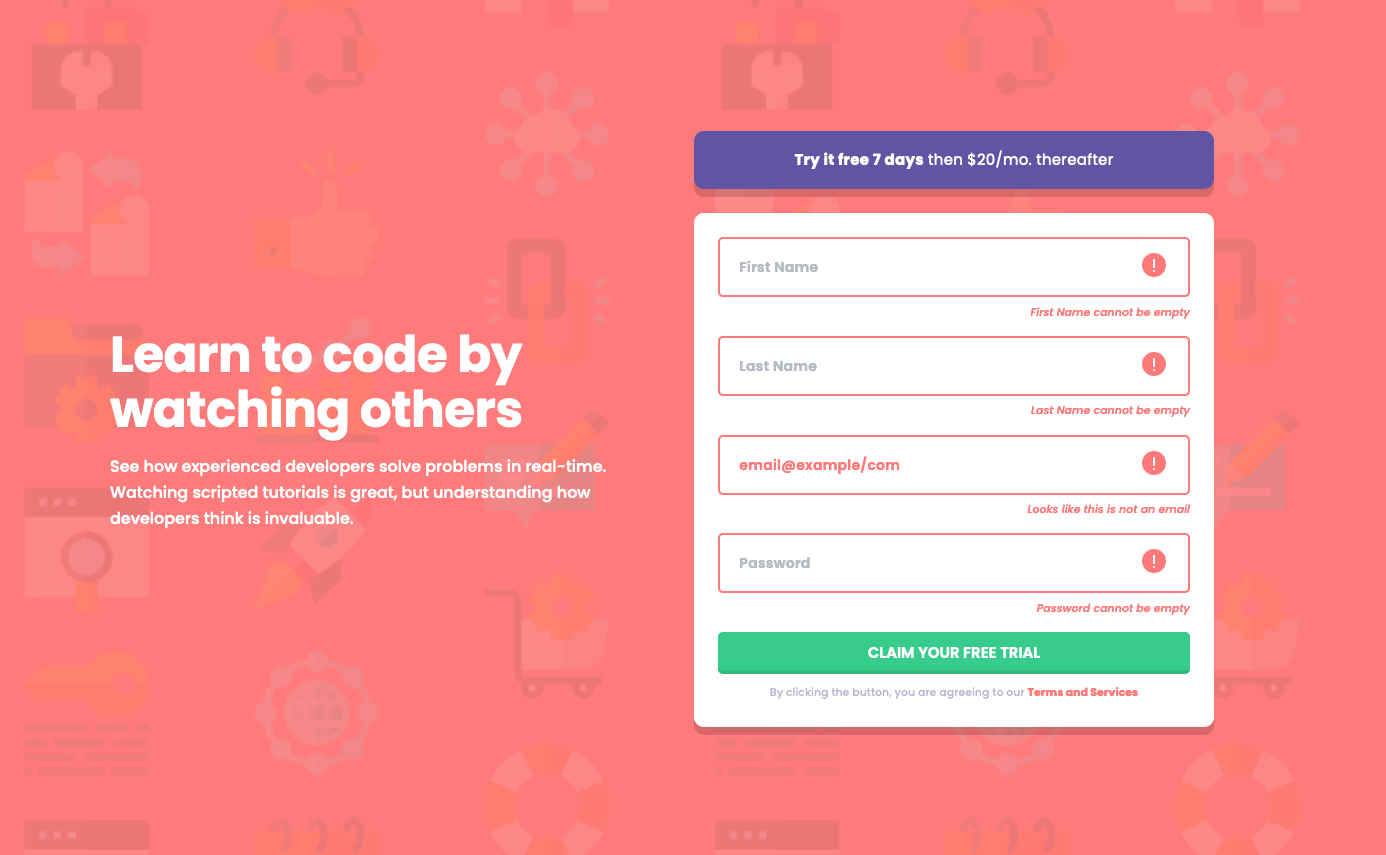 Learn to code by
watching others
See how experienced developers solve problems in real-time.
Watching scripted tutorials is great, but understanding how
developers think is invaluable.
Try it free 7 days then $20/mo. thereafter
First Name
First Name cannot be empty
Last Name
Last Name cannot be empty
email@example/com
Looks like this is not an email
Password
Password cannot be empty
CLAIM YOUR FREE TRIAL
By clicking the button, you are agreeing to our Terms and Services